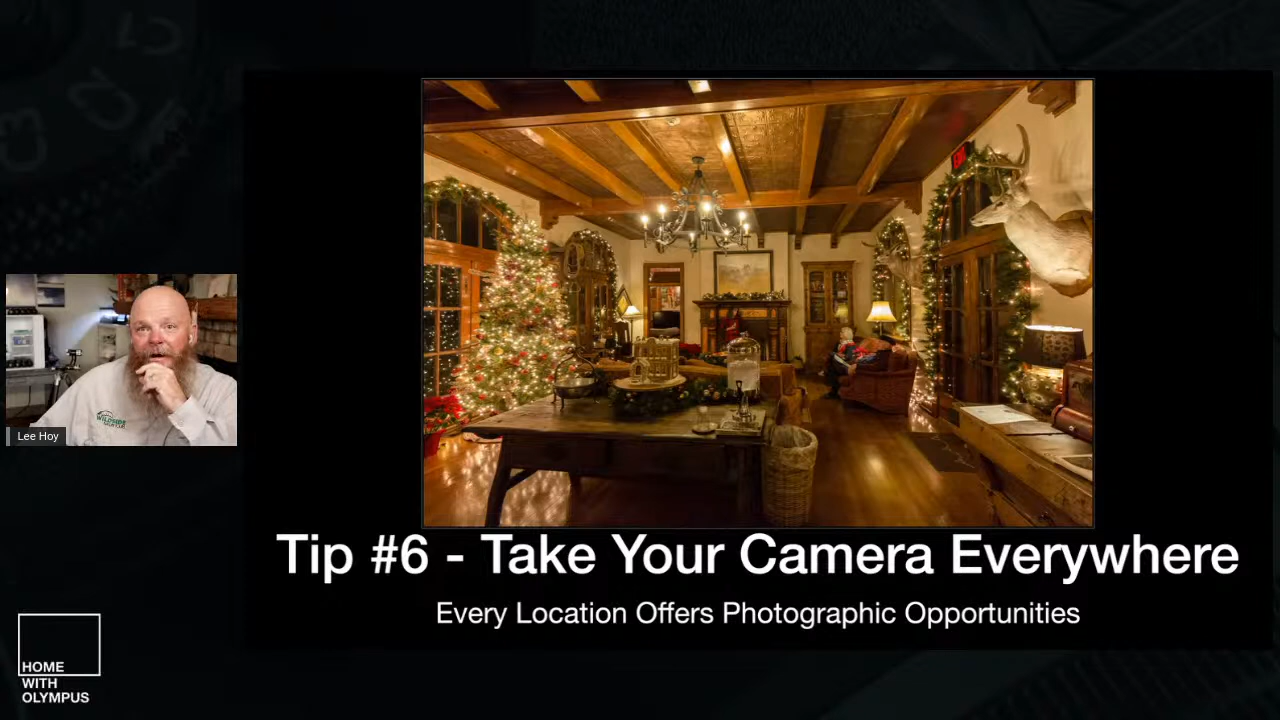 Tip #6 - Take Your Camera Everywhere
Every Location Offers Photographic Opportunities
Lee Hoy
HOME
WITH
OLYMPUS